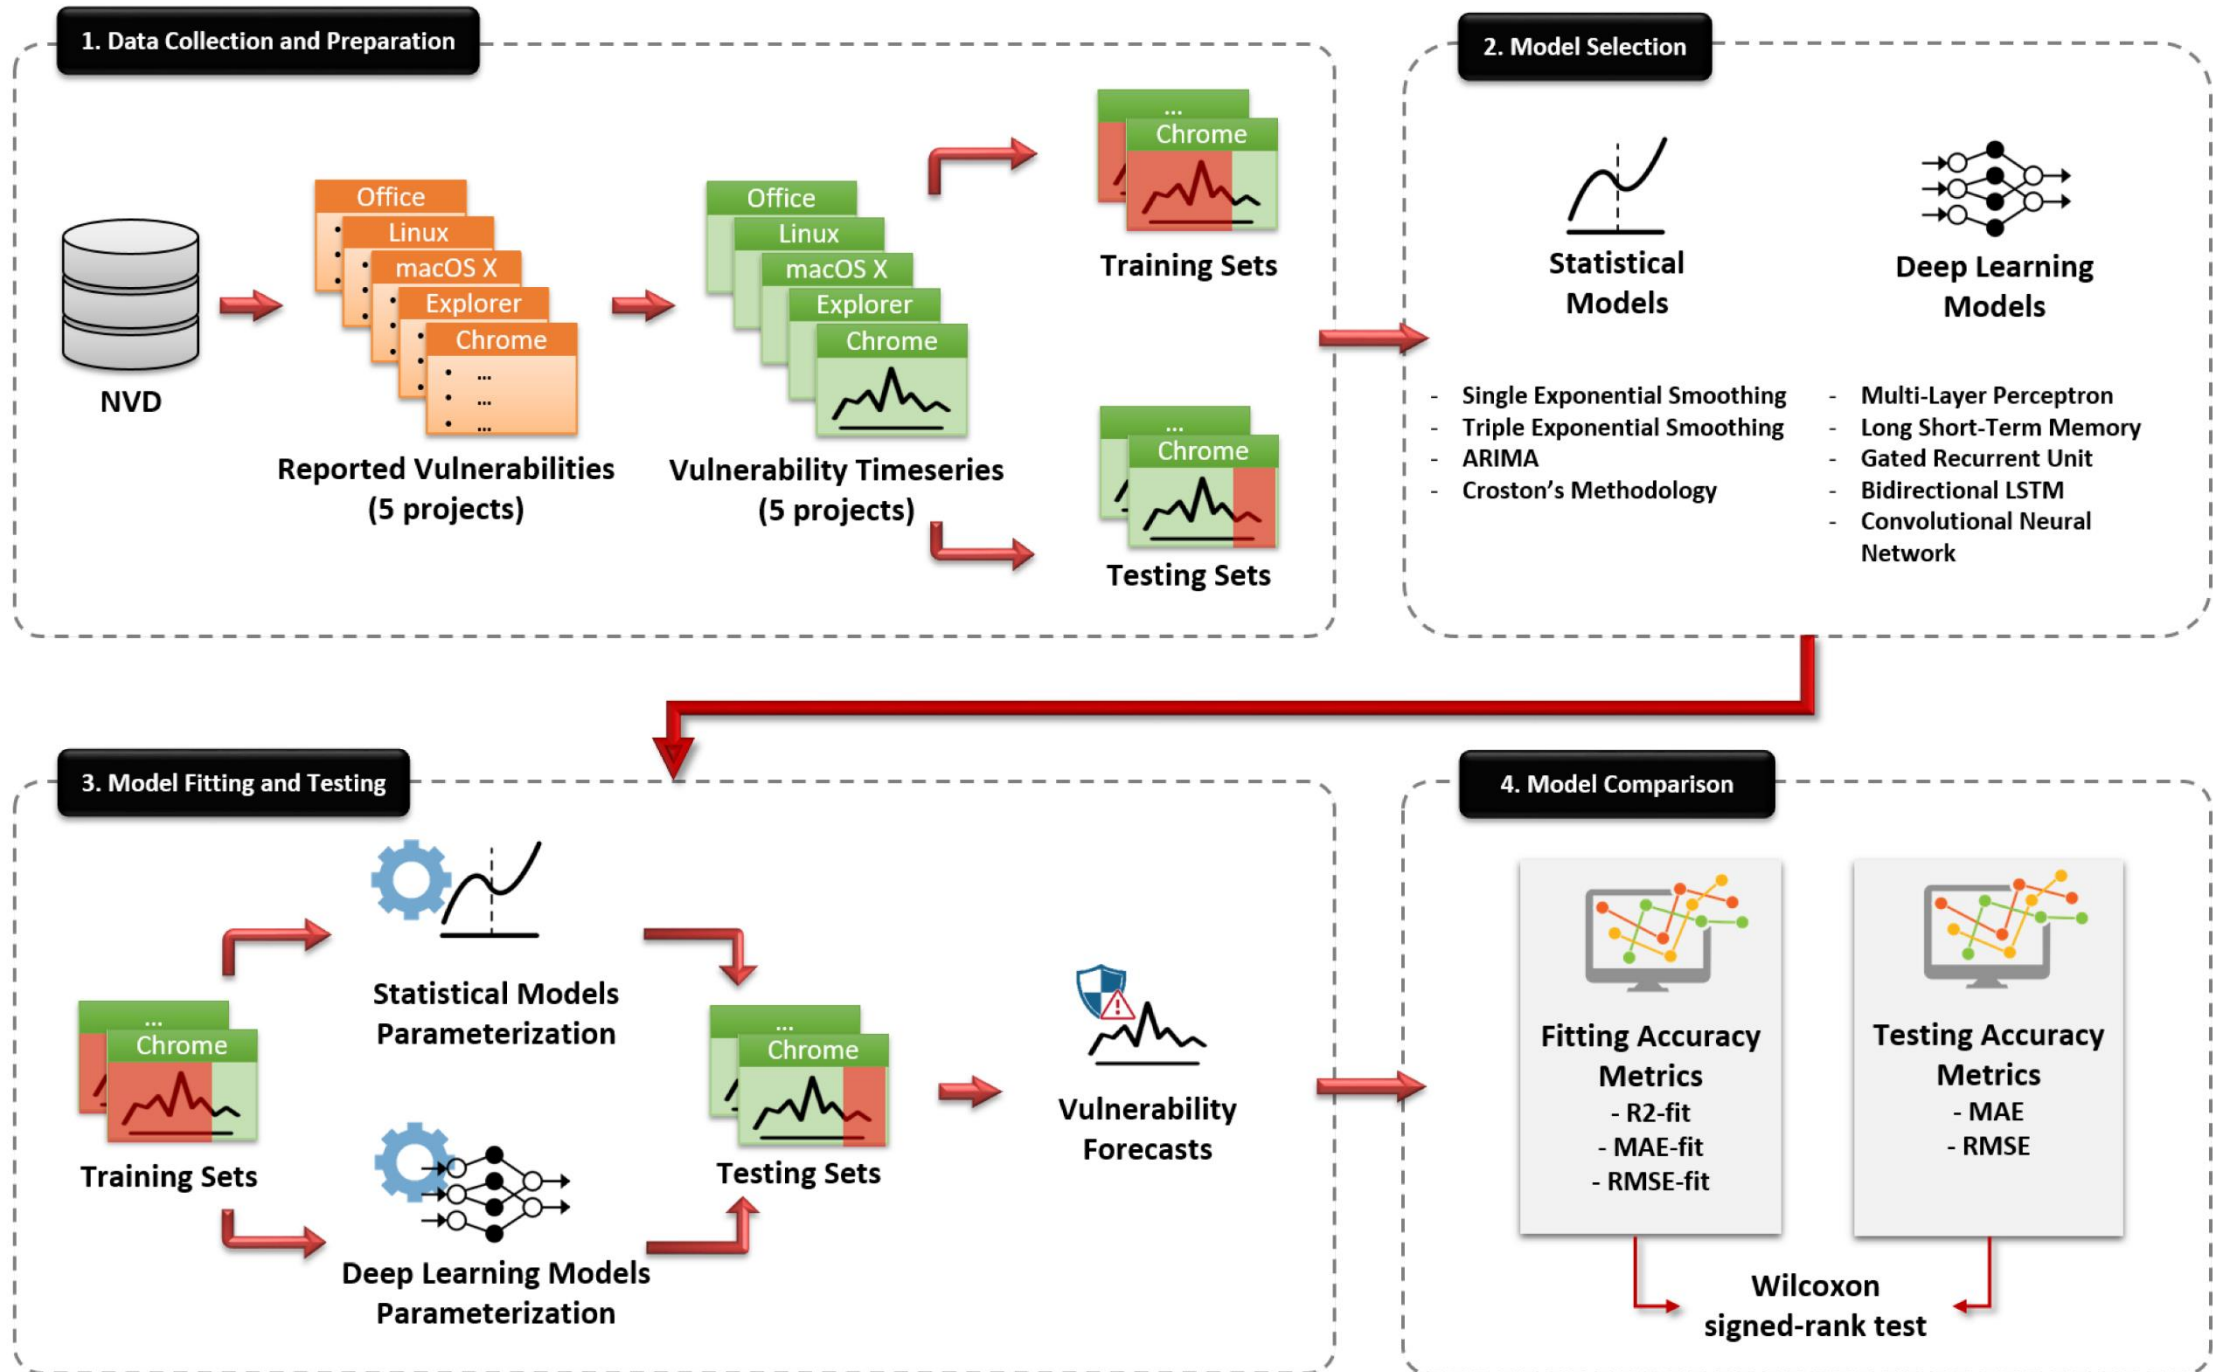 1. Data Collection and Preparation
NVD
Office
Linux
macOS X
Explorer
Chrome
...
...
...
Reported Vulnerabilities
(5 projects)
Office
Linux
macOS X
Explorer
Chrome
Vulnerability Timeseries
(5 projects)
...
Chrome
Training Sets
...
Chrome
Testing Sets
2. Model Selection
Statistical
Models
- Single Exponential Smoothing
- Triple Exponential Smoothing
- ARIMA
- Croston's Methodology
Deep Learning
Models
- Multi-Layer Perceptron
- Long Short-Term Memory
- Gated Recurrent Unit
- Bidirectional LSTM
- Convolutional Neural
Network
3. Model Fitting and Testing
...
Chrome
Training Sets
Statistical Models
Parameterization
Deep Learning Models
Parameterization
...
Chrome
Testing Sets
Vulnerability
Forecasts
4. Model Comparison
Fitting Accuracy
Metrics
- R2-fit
- MAE-fit
- RMSE-fit
Testing Accuracy
Metrics
- MAE
- RMSE
Wilcoxon
signed-rank test